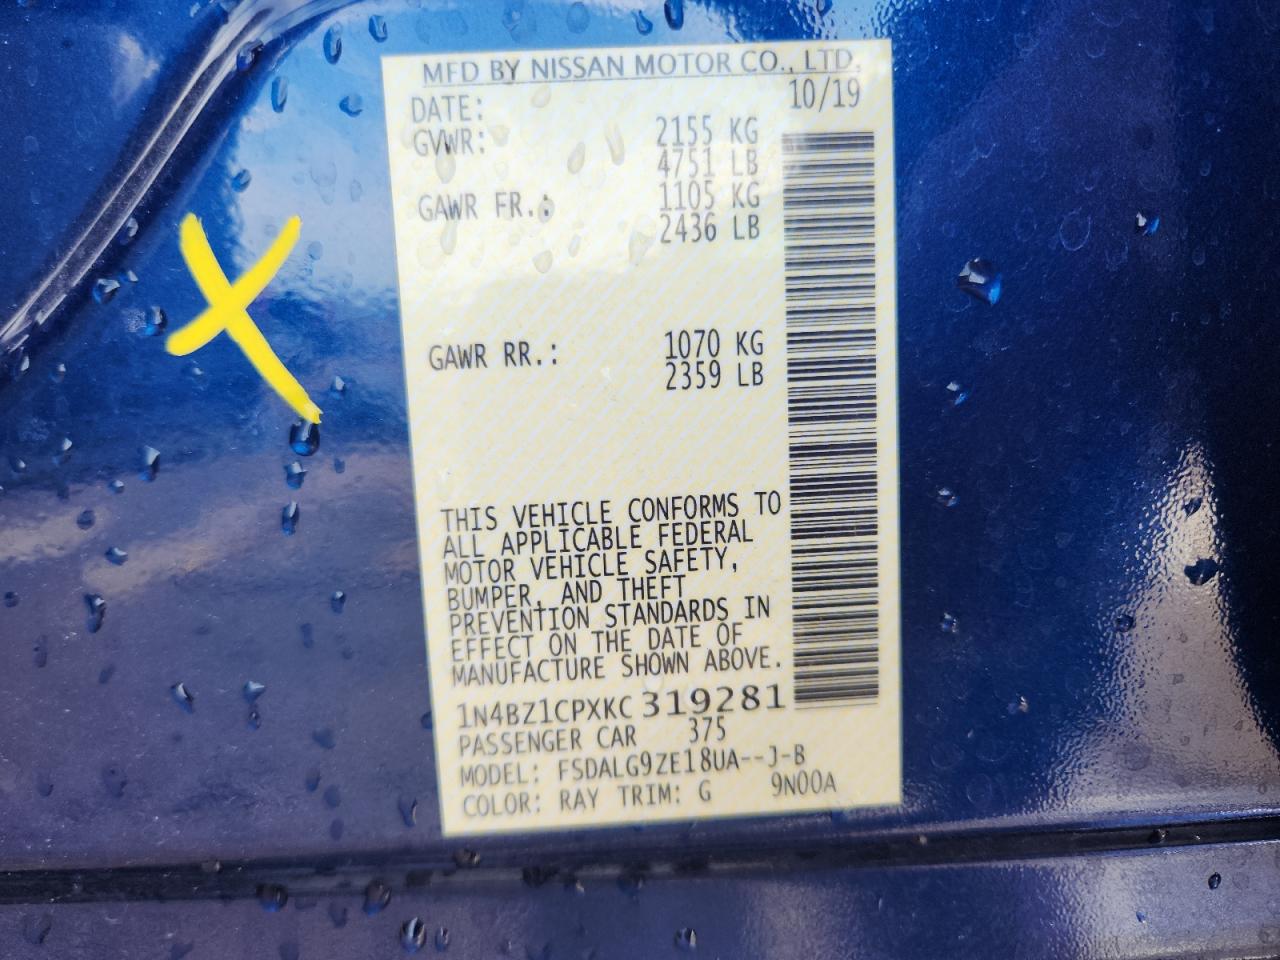 MFD BY NISSAN MOTOR CO., LTD.
DATE: 10/19
GVWR: 2155 KG
4751 LB
GAWR FR.: 1105 KG
2436 LB
GAWR RR.: 1070 KG
2359 LB
THIS VEHICLE CONFORMS TO
ALL APPLICABLE FEDERAL
MOTOR VEHICLE SAFETY,
BUMPER, AND THEFT
PREVENTION STANDARDS IN
EFFECT ON THE DATE OF
MANUFACTURE SHOWN ABOVE.
1N4BZ1CPXKC 319281
PASSENGER CAR 375
MODEL: FSDALG9ZE18UA--J-B
COLOR: RAY TRIM: G 9N00A